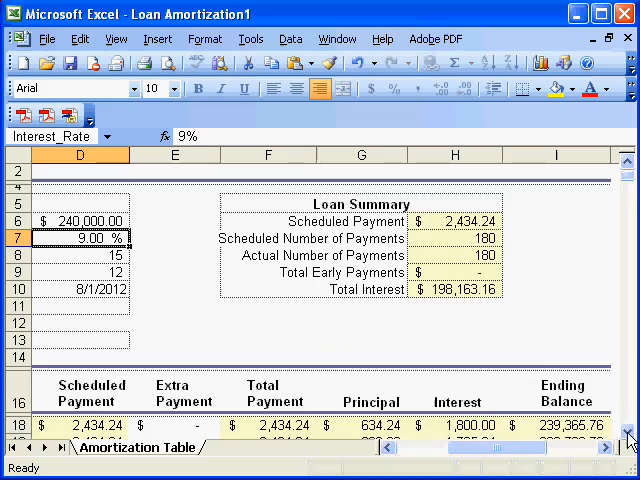 Microsoft Excel - Loan Amortization1
File Edit View Insert Format Tools Data Window Help Adobe PDF
Arial 10 B I U $ % ,
Interest_Rate fx 9%
D E F G H I
2
4
5 Loan Summary
6 $ 240,000.00 Scheduled Payment $ 2,434.24
7 9.00 % Scheduled Number of Payments 180
8 15 Actual Number of Payments 180
9 12 Total Early Payments $ -
10 8/1/2012 Total Interest $ 198,163.16
11
12
13
14
Scheduled Extra Total Ending
16 Payment Payment Payment Principal Interest Balance
18 $ 2,434.24 $ - $ 2,434.24 $ 634.24 $ 1,800.00 $ 239,365.76
Amortization Table
Ready